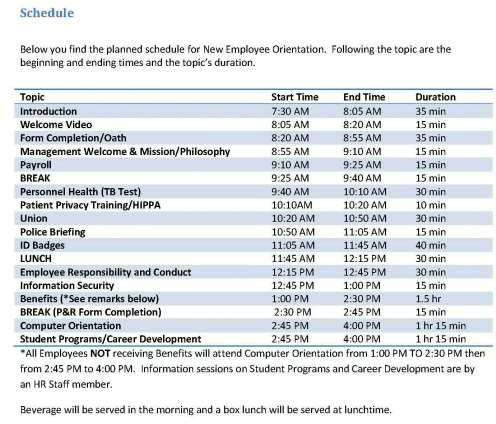 Schedule
Below you find the planned schedule for New Employee Orientation. Following the topic are the
beginning and ending times and the topic's duration.
Topic Start Time End Time Duration
Introduction 7:30 AM 8:05 AM 35 min
Welcome Video 8:05 AM 8:20 AM 15 min
Form Completion/Oath 8:20 AM 8:55 AM 35 min
Management Welcome & Mission/Philosophy 8:55 AM 9:10 AM 15 min
Payroll 9:10 AM 9:25 AM 15 min
BREAK 9:25 AM 9:40 AM 15 min
Personnel Health (TB Test) 9:40 AM 10:10 AM 30 min
Patient Privacy Training/HIPPA 10:10AM 10:20 AM 10 min
Union 10:20 AM 10:50 AM 30 min
Police Briefing 10:50 AM 11:05 AM 15 min
ID Badges 11:05 AM 11:45 AM 40 min
LUNCH 11:45 AM 12:15 PM 30 min
Employee Responsibility and Conduct 12:15 PM 12:45 PM 30 min
Information Security 12:45 PM 1:00 PM 15 min
Benefits (*See remarks below) 1:00 PM 2:30 PM 1.5 hr
BREAK (P&R Form Completion) 2:30 PM 2:45 PM 15 min
Computer Orientation 2:45 PM 4:00 PM 1 hr 15 min
Student Programs/Career Development 2:45 PM 4:00 PM 1 hr 15 min
*All Employees NOT receiving Benefits will attend Computer Orientation from 1:00 PM TO 2:30 PM then
from 2:45 PM to 4:00 PM. Information sessions on Student Programs and Career Development are by
an HR Staff member.
Beverage will be served in the morning and a box lunch will be served at lunchtime.